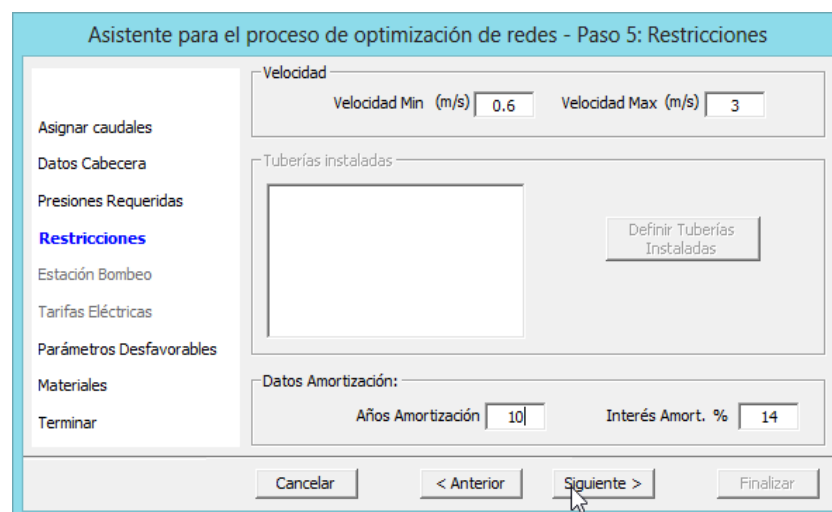 Asistente para el proceso de optimización de redes - Paso 5: Restricciones
Asignar caudales
Datos Cabecera
Presiones Requeridas
Restricciones
Estación Bombeo
Tarifas Eléctricas
Parámetros Desfavorables
Materiales
Terminar
Velocidad
Velocidad Min (m/s) 0.6 Velocidad Max (m/s) 3
Tuberías instaladas
Definir Tuberías
Instaladas
Datos Amortización:
Años Amortización 10 Interés Amort. % 14
Cancelar < Anterior Siguiente > Finalizar